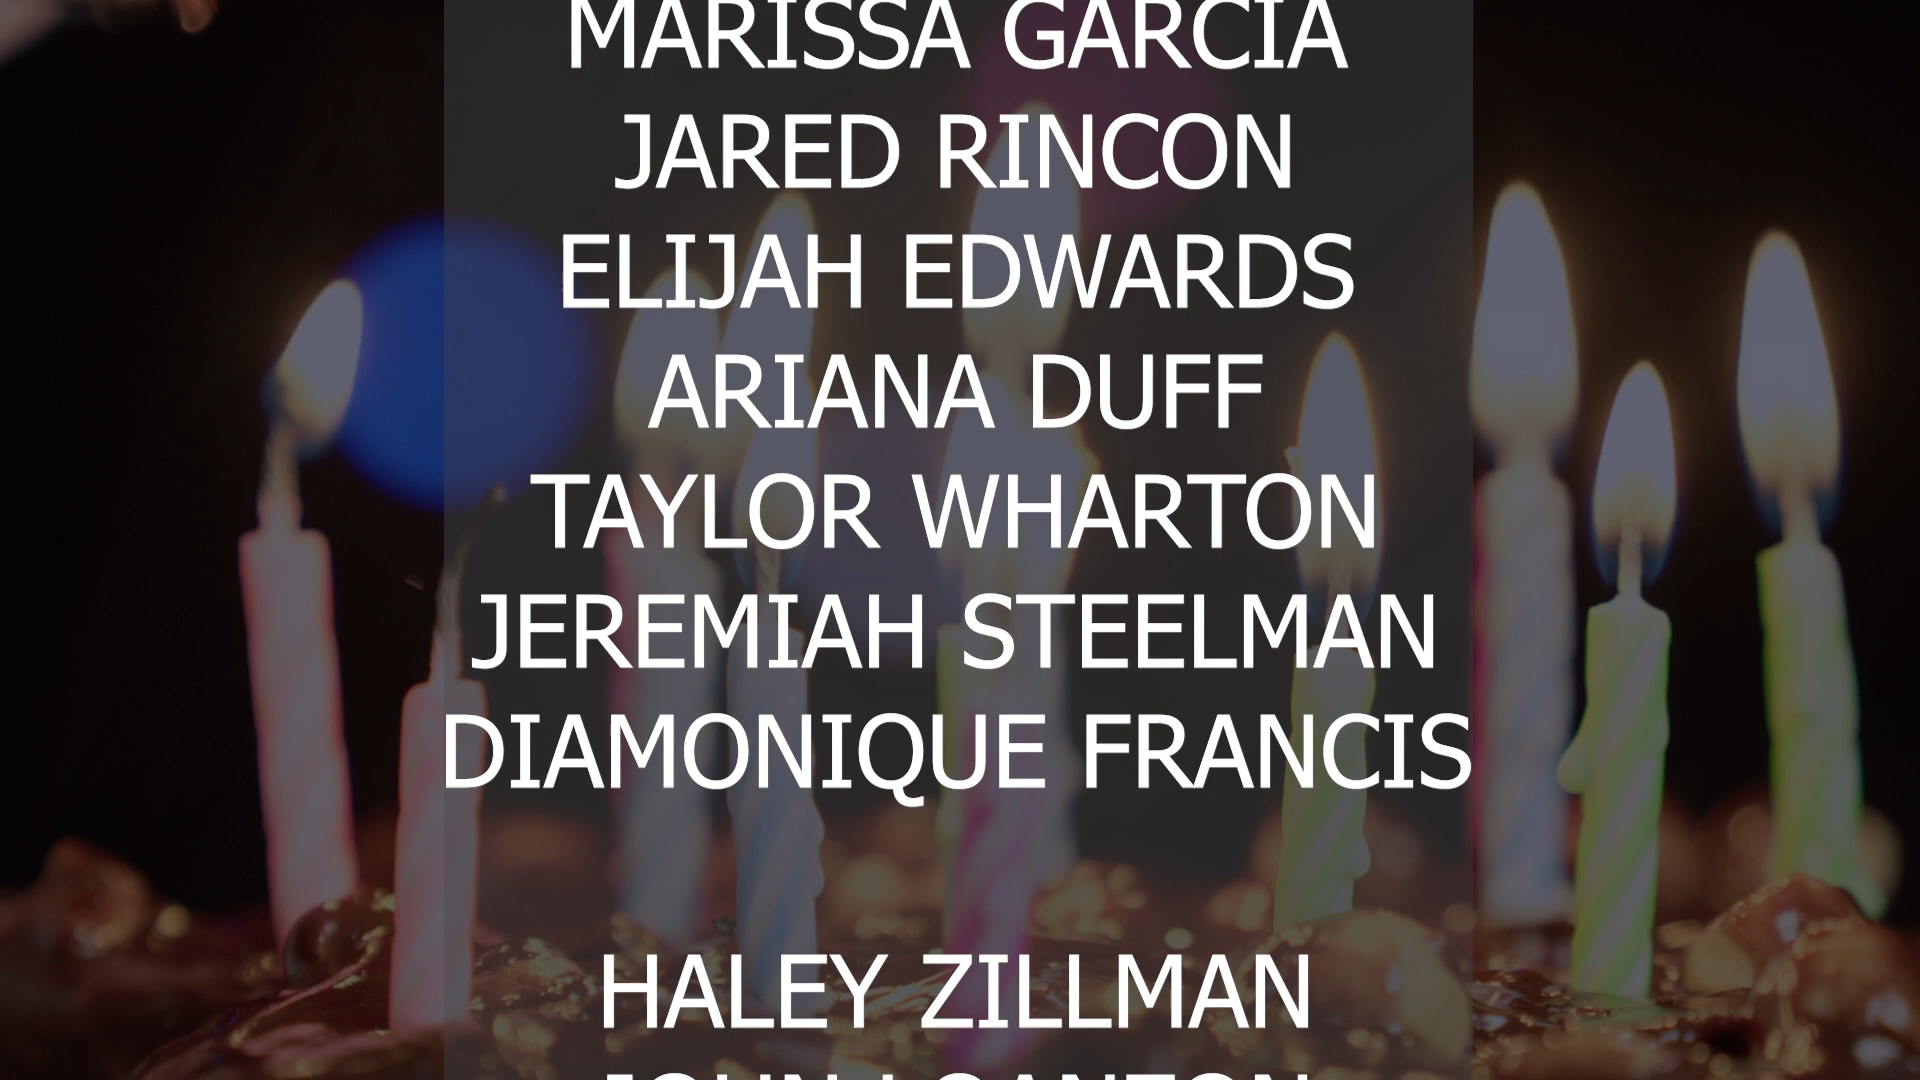 MARISSA GARCIA
JARED RINCON
ELIJAH EDWARDS
ARIANA DUFF
TAYLOR WHARTON
JEREMIAH STEELMAN
DIAMONIQUE FRANCIS
HALEY ZILLMAN